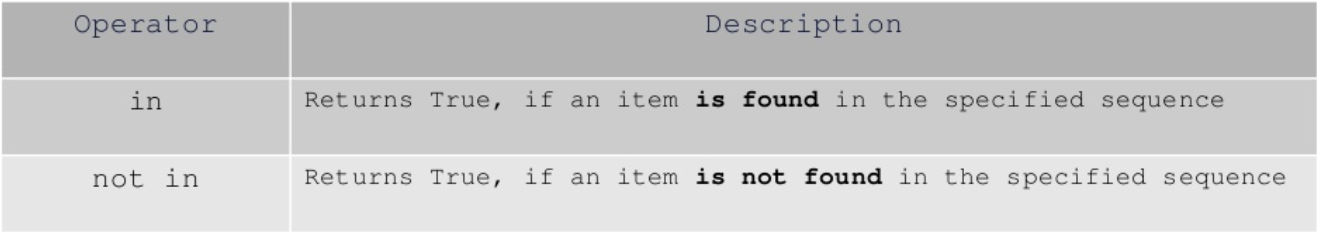 Operator Description
in Returns True, if an item is found in the specified sequence
not in Returns True, if an item is not found in the specified sequence